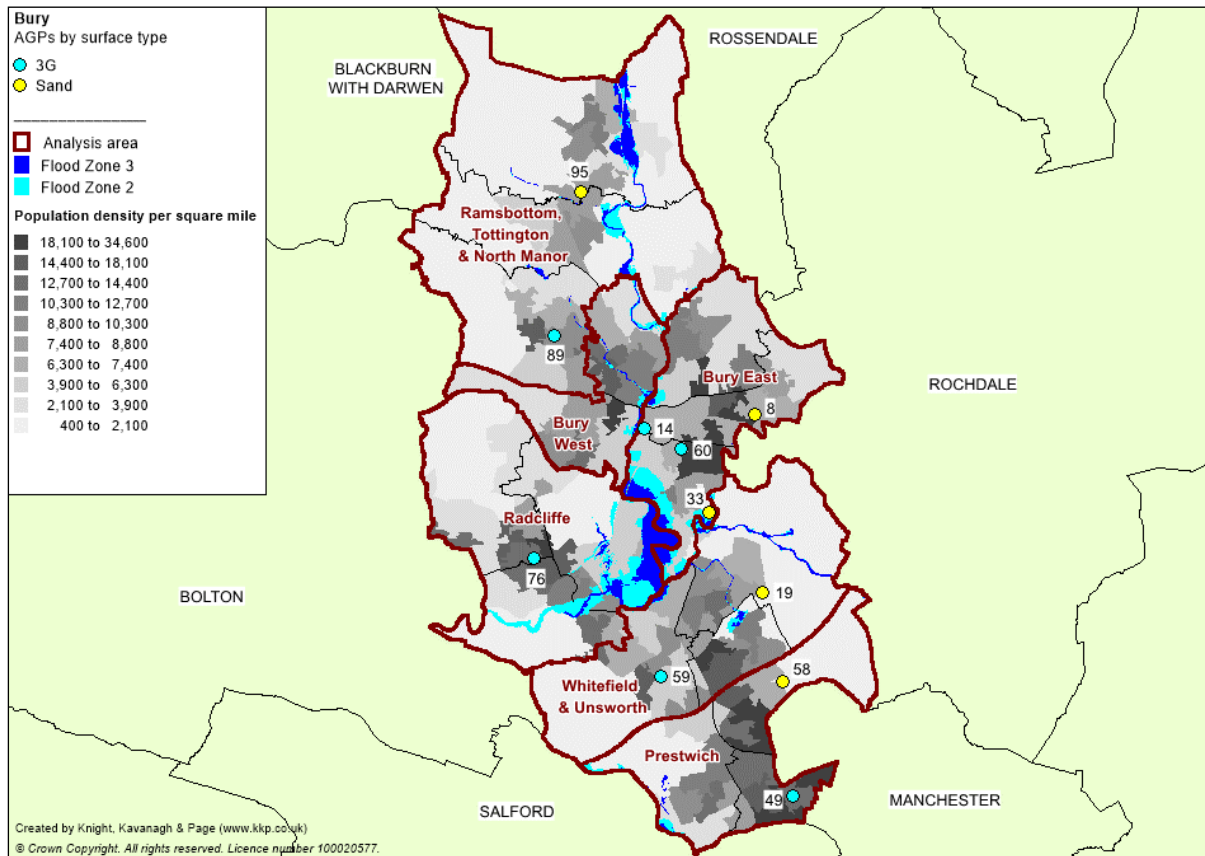 Bury
AGPs by surface type
3G
Sand
Analysis area
Flood Zone 3
Flood Zone 2
Population density per square mile
18,100 to 34,600
14,400 to 18,100
12,700 to 14,400
10,300 to 12,700
8,800 to 10,300
7,400 to 8,800
6,300 to 7,400
3,900 to 6,300
2,100 to 3,900
400 to 2,100
ROSSENDALE
BLACKBURN
WITH DARWEN
95
Ramsbottom,
Tottington
& North Manor
89
Bury East
ROCHDALE
8
Bury
West
14
60
33
Radcliffe
76
BOLTON
19
58
59
Whitefield
& Unsworth
Prestwich
49
MANCHESTER
SALFORD
Created by Knight, Kavanagh & Page (www.kkp.co.uk)
© Crown Copyright. All rights reserved. Licence number 100020577.